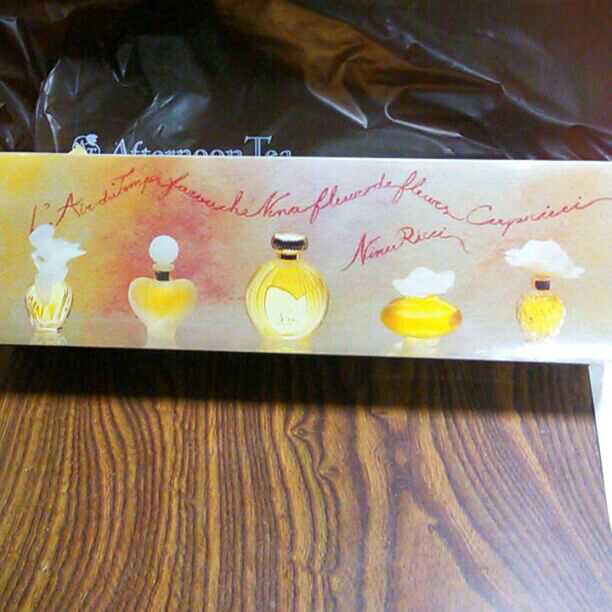 Afternoon Tea
L'Air du Temps Farouche Nina fleur de fleurs Capricci
Nina Ricci